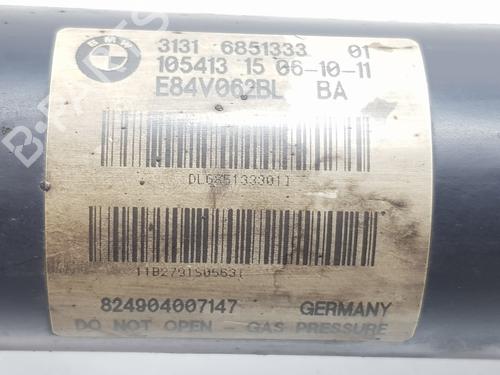 BMW
3131 6851333 01
105413 15 06-10-11
E84V062BL BA
DL685133301I
11B2791S0563I
824904007147 GERMANY
DO NOT OPEN - GAS PRESSURE